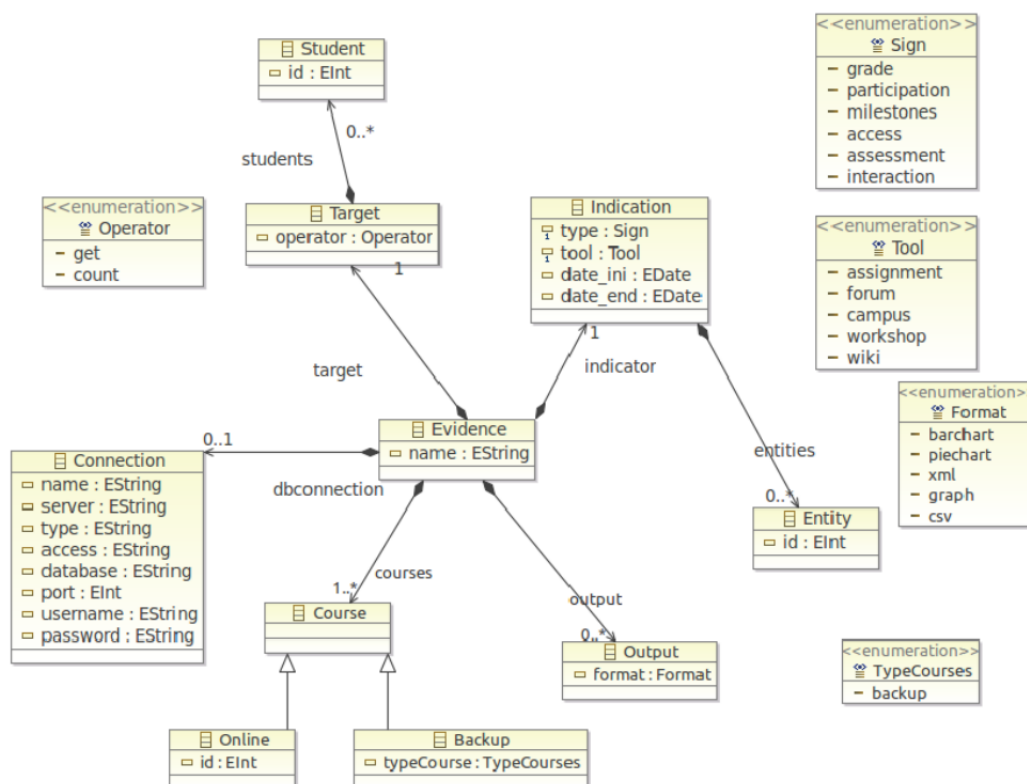 Student
id : EInt
0..*
students
<<enumeration>>
Operator
get
count
Target
operator : Operator
1
target
Indication
type : Sign
1
tool : Tool
1
date_ini : EDate
date_end : EDate
1
indicator
<<enumeration>>
Sign
grade
participation
milestones
access
assessment
interaction
<<enumeration>>
Tool
assignment
forum
campus
workshop
wiki
<<enumeration>>
Format
barchart
piechart
xml
graph
csv
Evidence
name : EString
0..1
dbconnection
Connection
name : EString
server : EString
type : EString
access : EString
database : EString
port : EInt
username : EString
password : EString
courses
1..*
Course
output
0..*
Output
format : Format
entities
0..*
Entity
id : EInt
<<enumeration>>
TypeCourses
backup
Online
id : EInt
Backup
typeCourse : TypeCourses